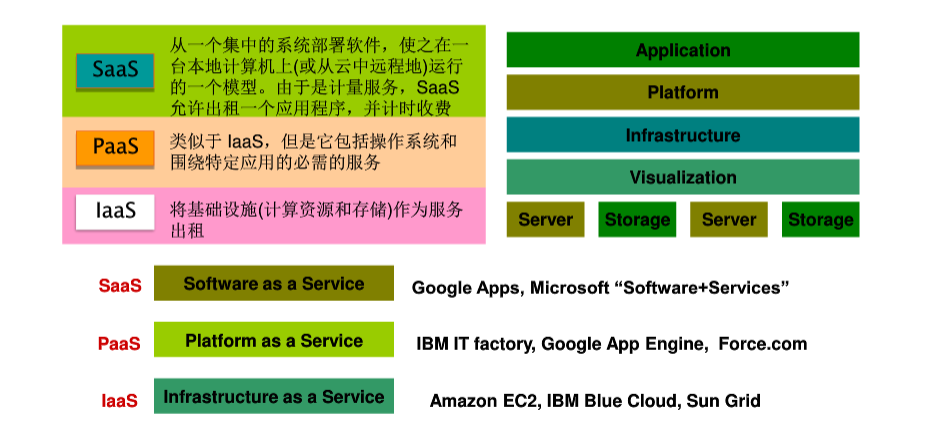 SaaS
从一个集中的系统部署软件，使之在一
台本地计算机上(或从云中远程地)运行
的一个模型。由于是计量服务，SaaS
允许出租一个应用程序，并计时收费
PaaS
类似于 IaaS，但是它包括操作系统和
围绕特定应用的必需的服务
IaaS
将基础设施(计算资源和存储)作为服务
出租
Application
Platform
Infrastructure
Visualization
Server Storage Server Storage
SaaS Software as a Service Google Apps, Microsoft “Software+Services”
PaaS Platform as a Service IBM IT factory, Google App Engine, Force.com
IaaS Infrastructure as a Service Amazon EC2, IBM Blue Cloud, Sun Grid